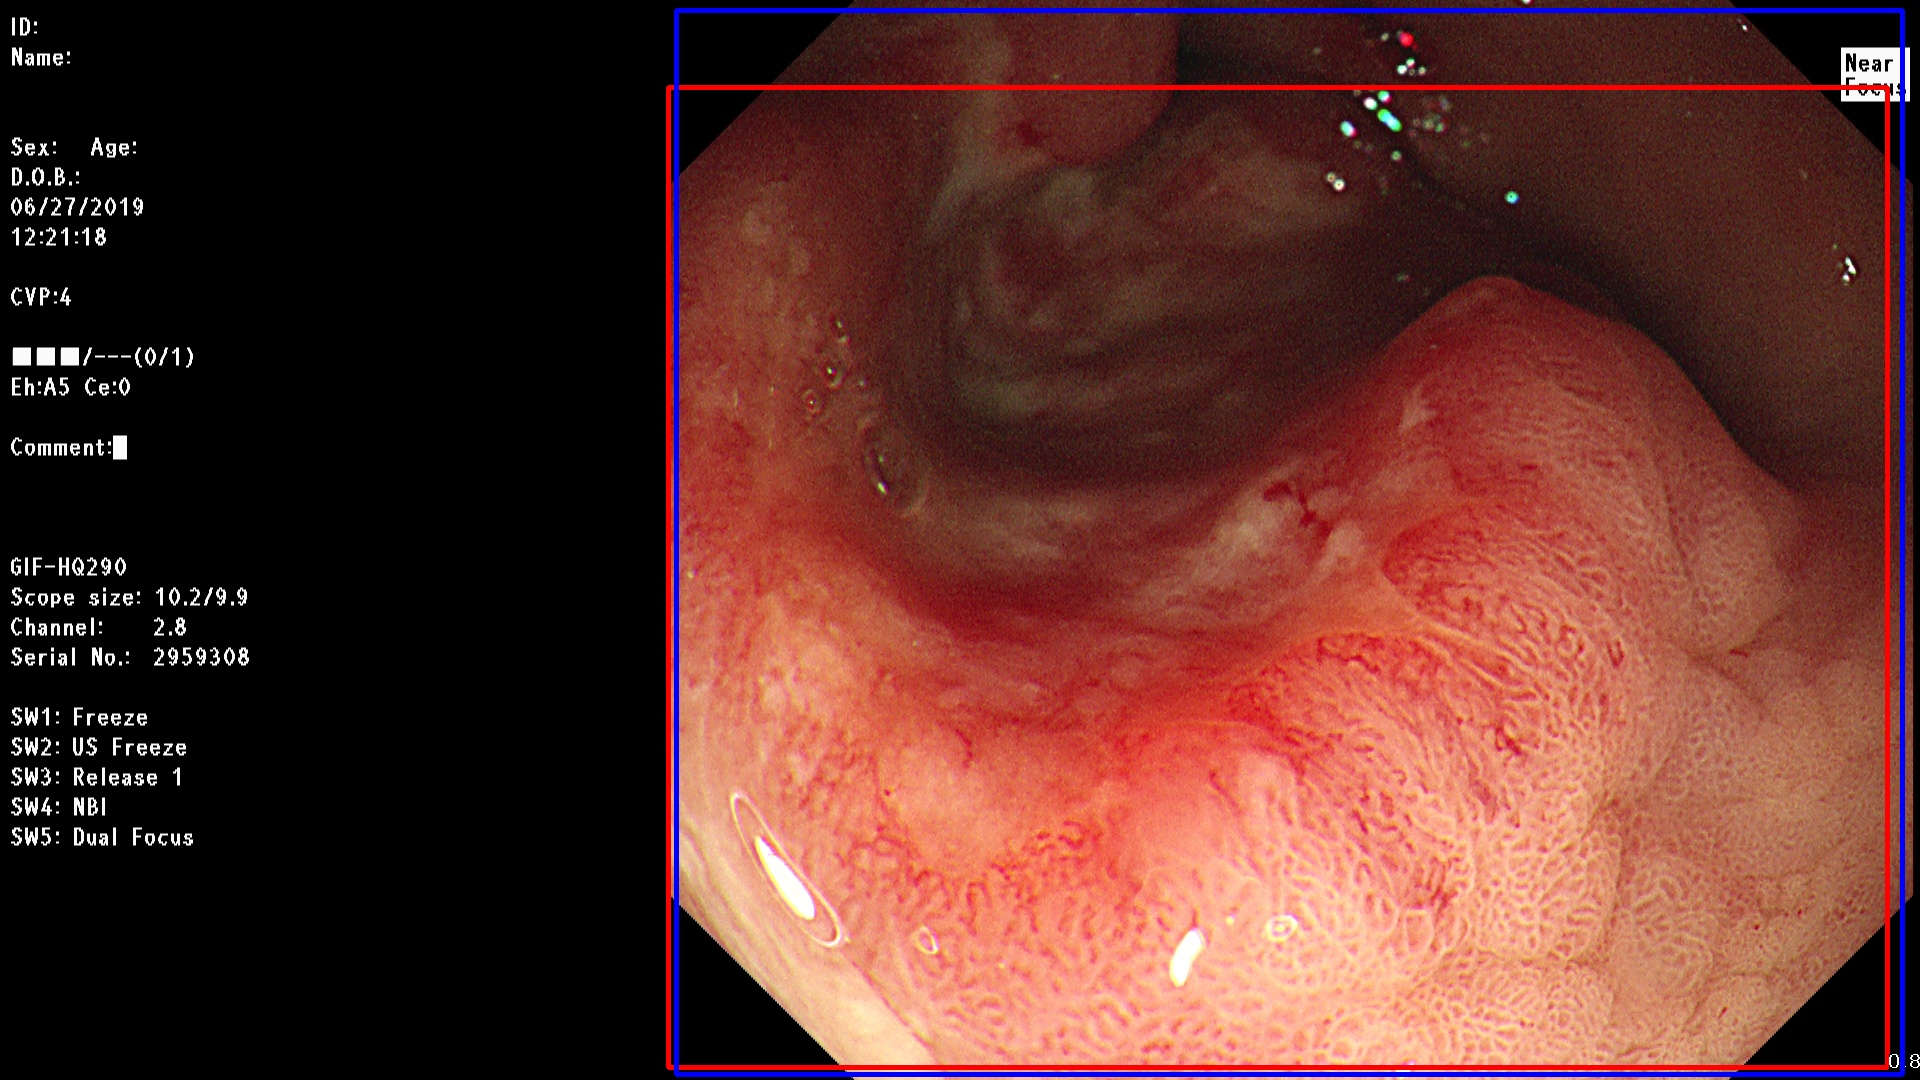 ID:
Name:
Near
Focus
Sex: Age:
D.O.B.:
06/27/2019
12:21:18
CVP:4
■■■/---(0/1)
Eh:A5 Ce:0
Comment:
GIF-HQ290
Scope size: 10.2/9.9
Channel: 2.8
Serial No.: 2959308
SW1: Freeze
SW2: US Freeze
SW3: Release 1
SW4: NBI
SW5: Dual Focus
0.8